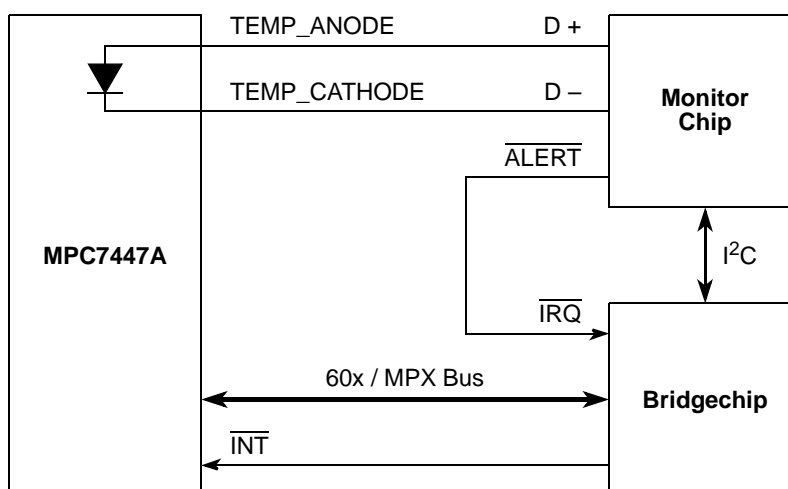 TEMP_ANODE D +
TEMP_CATHODE D –
Monitor
Chip
ALERT
MPC7447A
I²C
IRQ
60x / MPX Bus
Bridgechip
INT